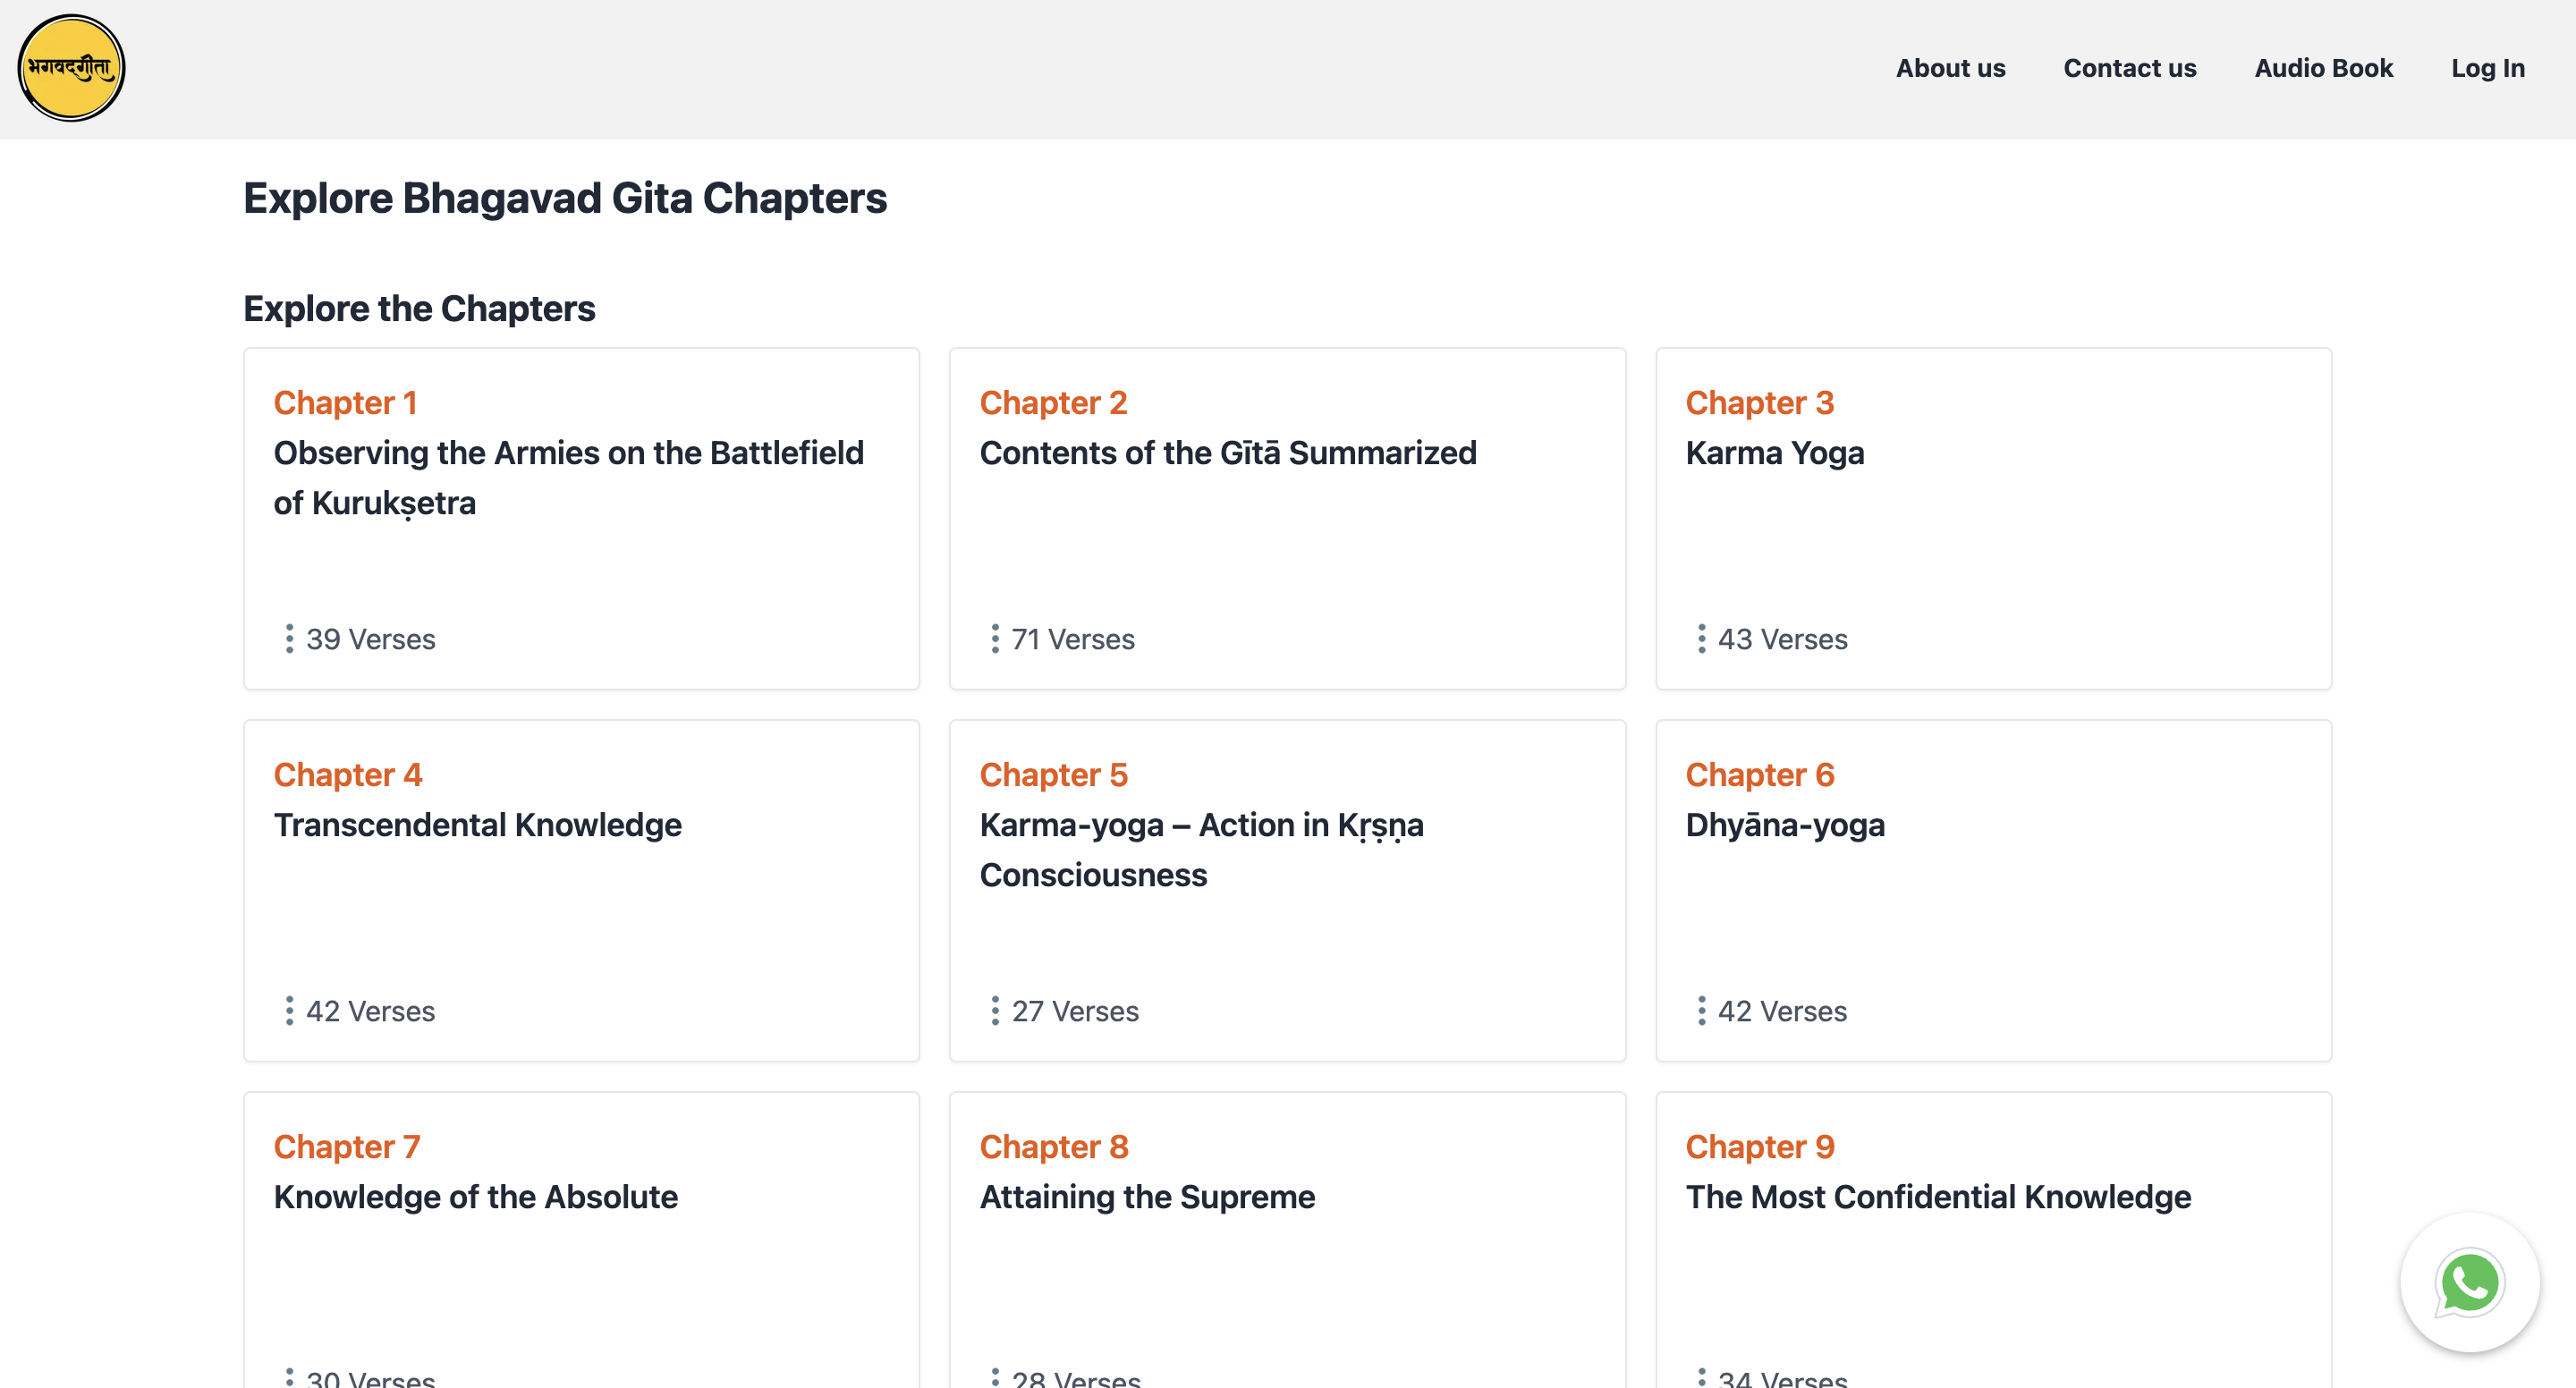 भगवद्गीता
About us
Contact us
Audio Book
Log In
Explore Bhagavad Gita Chapters
Explore the Chapters
Chapter 1
Observing the Armies on the Battlefield
of Kurukṣetra
39 Verses
Chapter 2
Contents of the Gītā Summarized
71 Verses
Chapter 3
Karma Yoga
43 Verses
Chapter 4
Transcendental Knowledge
42 Verses
Chapter 5
Karma-yoga – Action in Kṛṣṇa
Consciousness
27 Verses
Chapter 6
Dhyāna-yoga
42 Verses
Chapter 7
Knowledge of the Absolute
30 Verses
Chapter 8
Attaining the Supreme
28 Verses
Chapter 9
The Most Confidential Knowledge
34 Verses